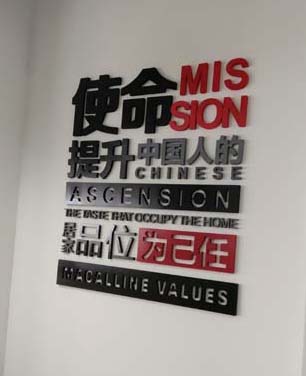 使命 MIS
SION
提升 中国人的
CHINESE
ASCENSION
THE TASTE THAT OCCUPY THE HOME
居家 品位 为己任
MACALLINE VALUES